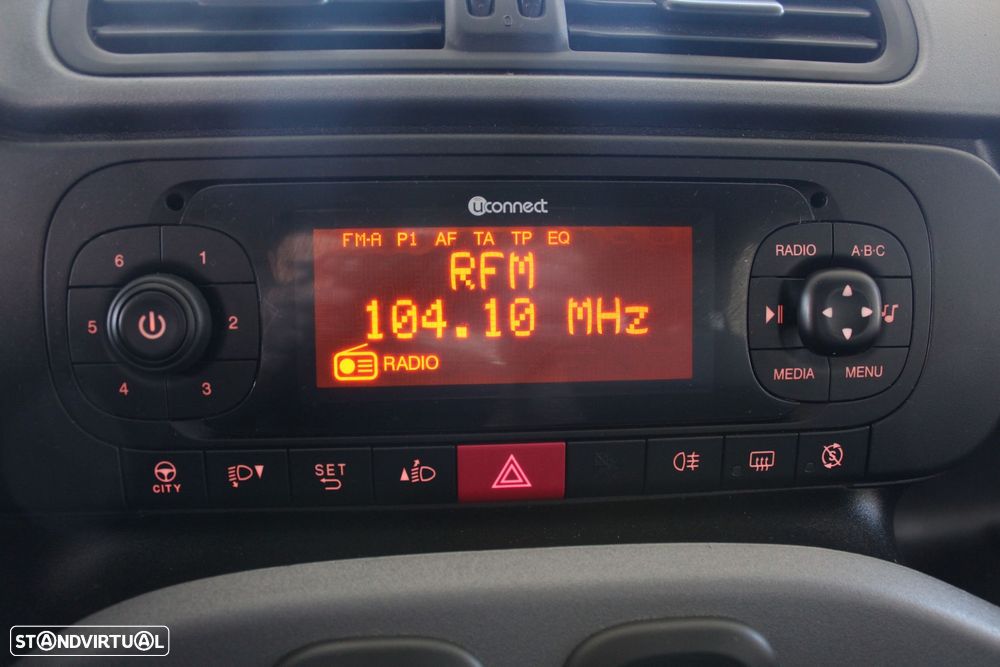 uconnect
FM-A P1 AF TA TP EQ
RFM
104.10 MHz
RADIO
6 1
5 2
4 3
RADIO A·B·C
MEDIA MENU
CITY
SET
S
STANDVIRTUAL